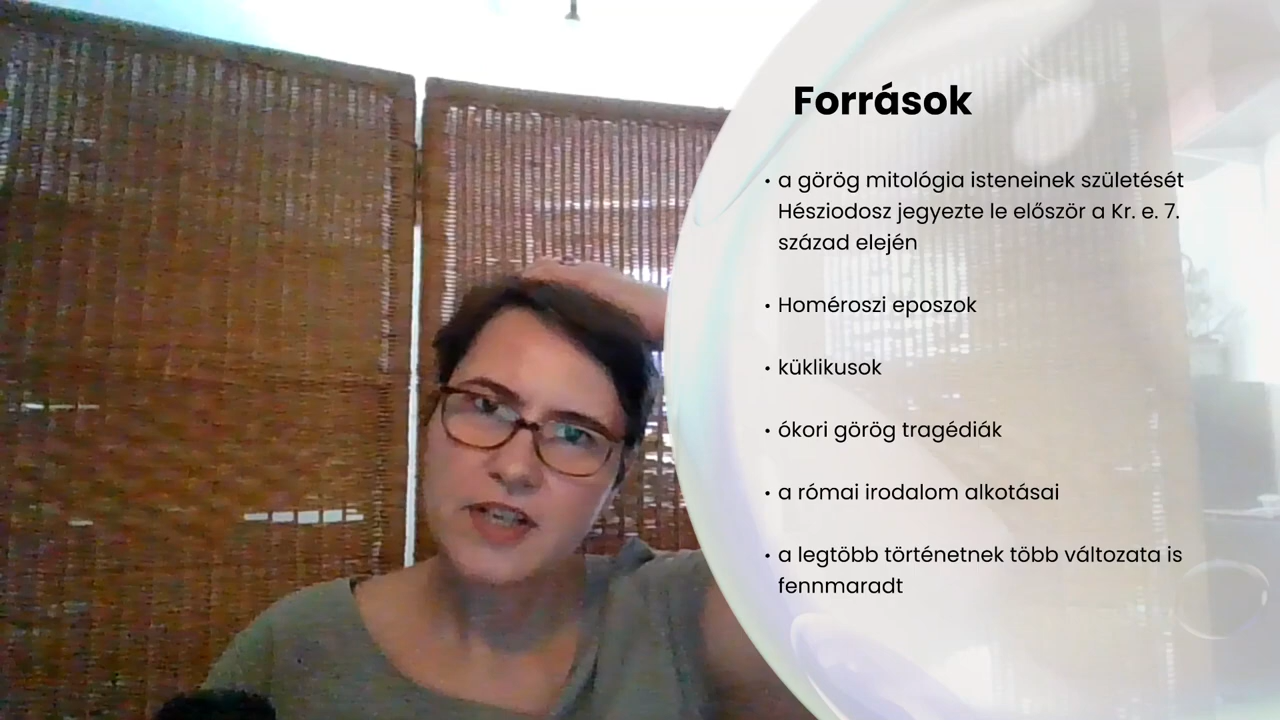 Források
• a görög mitológia isteneinek születését
Hésziodosz jegyezte le először a Kr. e. 7.
század elején
• Homéroszi eposzok
• küklikusok
• ókori görög tragédiák
• a római irodalom alkotásai
• a legtöbb történetnek több változata is
fennmaradt